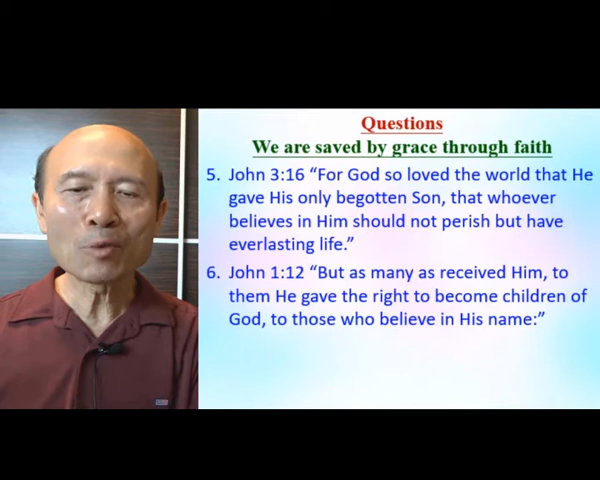 Questions
We are saved by grace through faith
5. John 3:16 “For God so loved the world that He
gave His only begotten Son, that whoever
believes in Him should not perish but have
everlasting life.”
6. John 1:12 “But as many as received Him, to
them He gave the right to become children of
God, to those who believe in His name:”